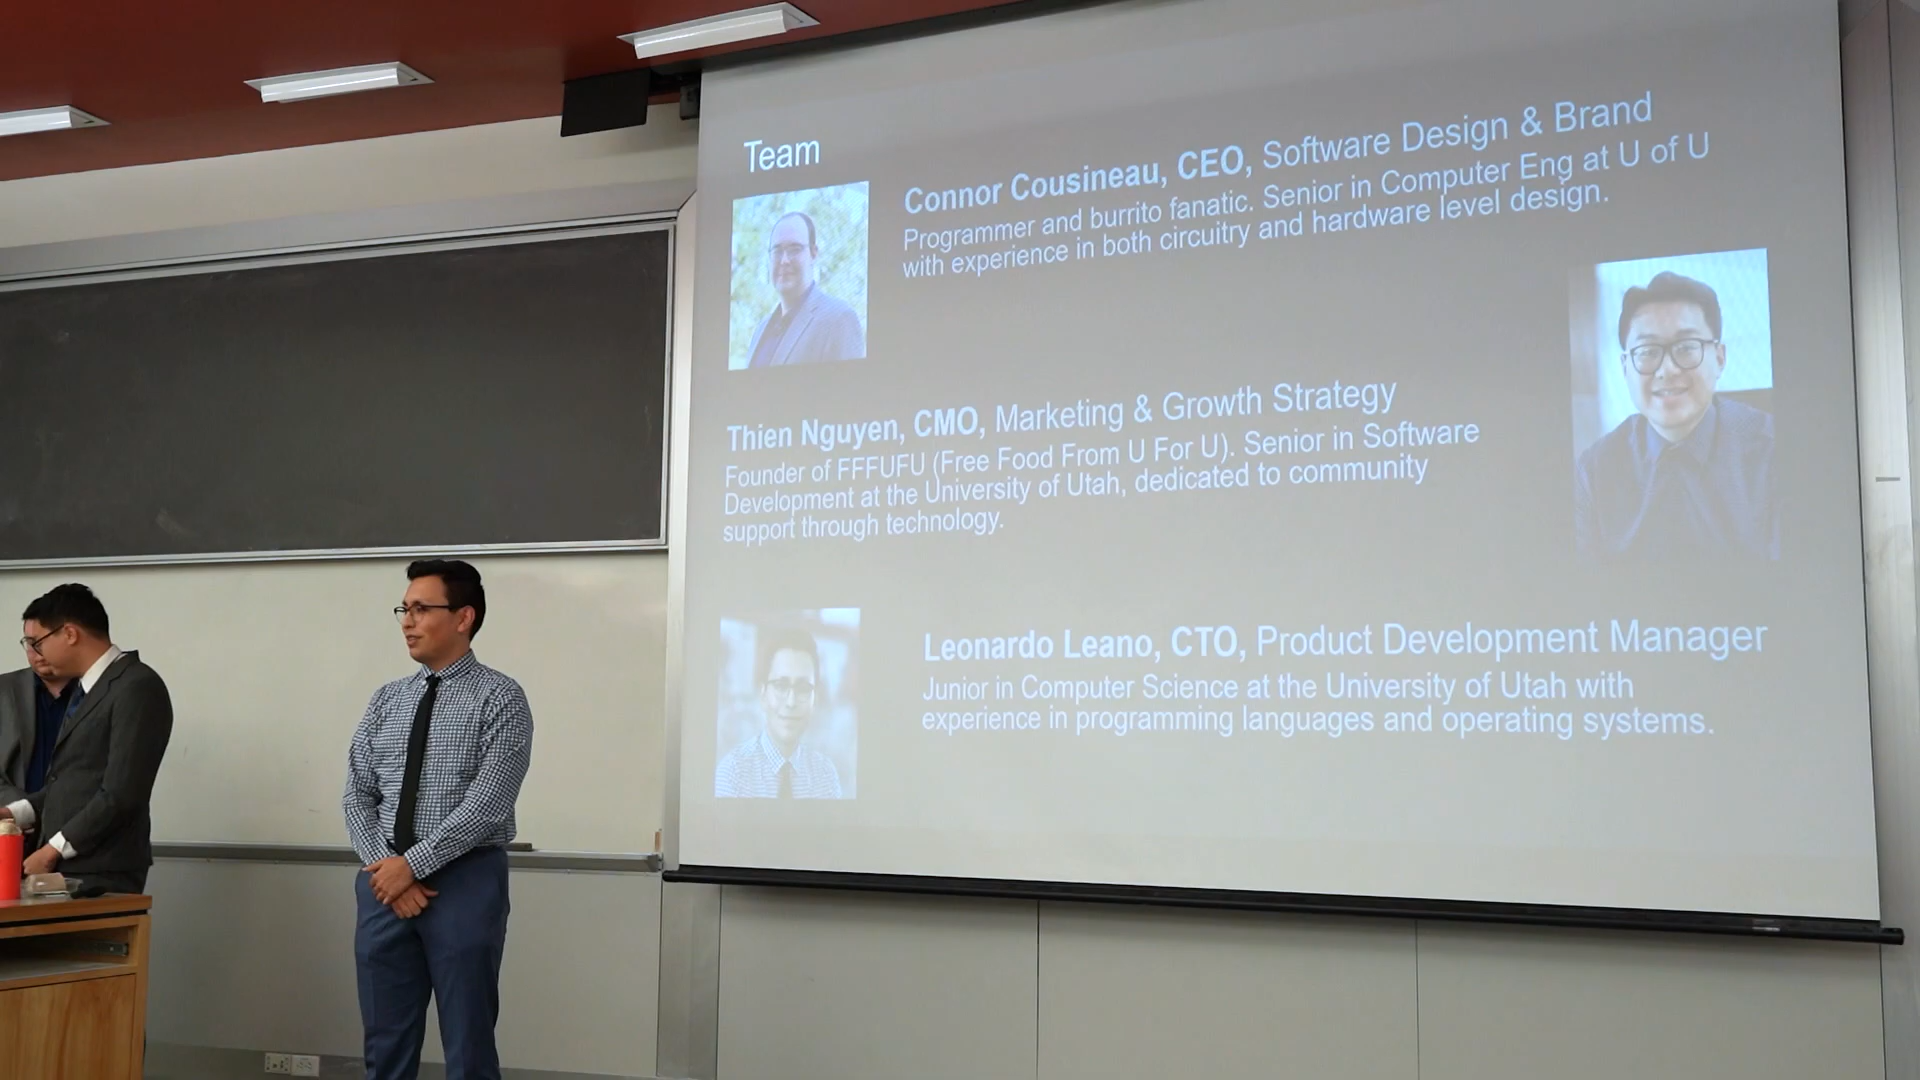 Team
Connor Cousineau, CEO, Software Design & Brand
Programmer and burrito fanatic. Senior in Computer Eng at U of U
with experience in both circuitry and hardware level design.
Thien Nguyen, CMO, Marketing & Growth Strategy
Founder of FFFUFU (Free Food From U For U). Senior in Software
Development at the University of Utah, dedicated to community
support through technology.
Leonardo Leano, CTO, Product Development Manager
Junior in Computer Science at the University of Utah with
experience in programming languages and operating systems.